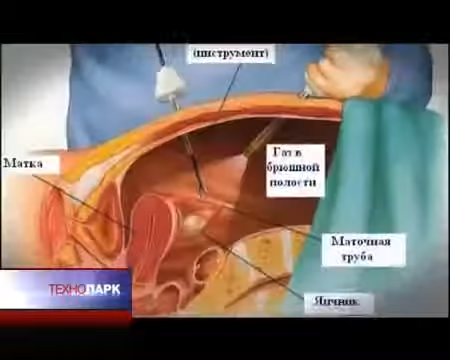 (инструмент)
Матка
Газ в
брюшной
полости
Маточная
труба
Яичник
ТЕХНОПАРК